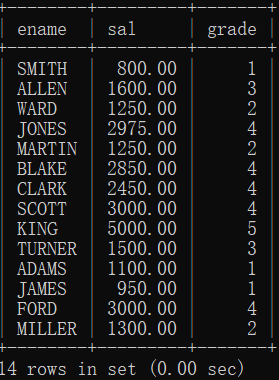 +--------+---------+-------+
| ename  | sal     | grade |
+--------+---------+-------+
| SMITH  |  800.00 |     1 |
| ALLEN  | 1600.00 |     3 |
| WARD   | 1250.00 |     2 |
| JONES  | 2975.00 |     4 |
| MARTIN | 1250.00 |     2 |
| BLAKE  | 2850.00 |     4 |
| CLARK  | 2450.00 |     4 |
| SCOTT  | 3000.00 |     4 |
| KING   | 5000.00 |     5 |
| TURNER | 1500.00 |     3 |
| ADAMS  | 1100.00 |     1 |
| JAMES  |  950.00 |     1 |
| FORD   | 3000.00 |     4 |
| MILLER | 1300.00 |     2 |
+--------+---------+-------+
14 rows in set (0.00 sec)